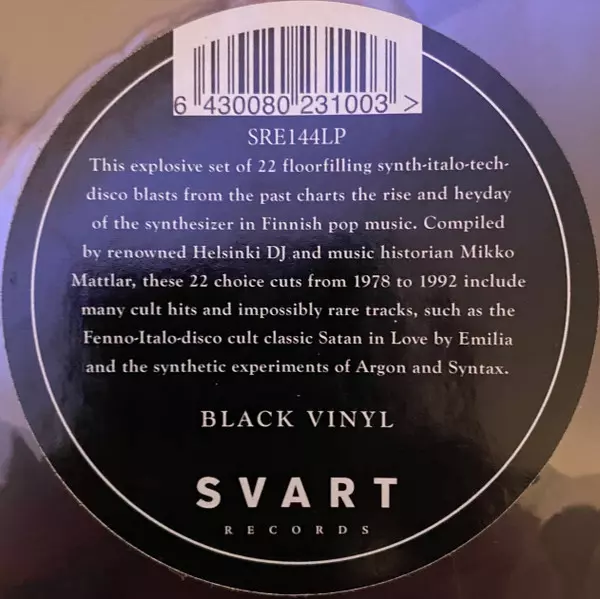 6 430080 231003 >
SRE144LP
This explosive set of 22 floorfilling synth-italo-tech-
disco blasts from the past charts the rise and heyday
of the synthesizer in Finnish pop music. Compiled
by renowned Helsinki DJ and music historian Mikko
Mattlar, these 22 choice cuts from 1978 to 1992 include
many cult hits and impossibly rare tracks, such as the
Fenno-Italo-disco cult classic Satan in Love by Emilia
and the synthetic experiments of Argon and Syntax.
BLACK VINYL
SVART
RECORDS